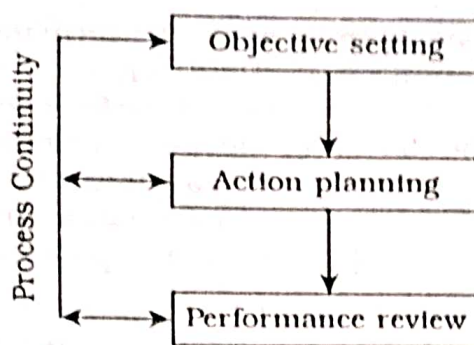 Process Continuity
Objective setting
Action planning
Performance review